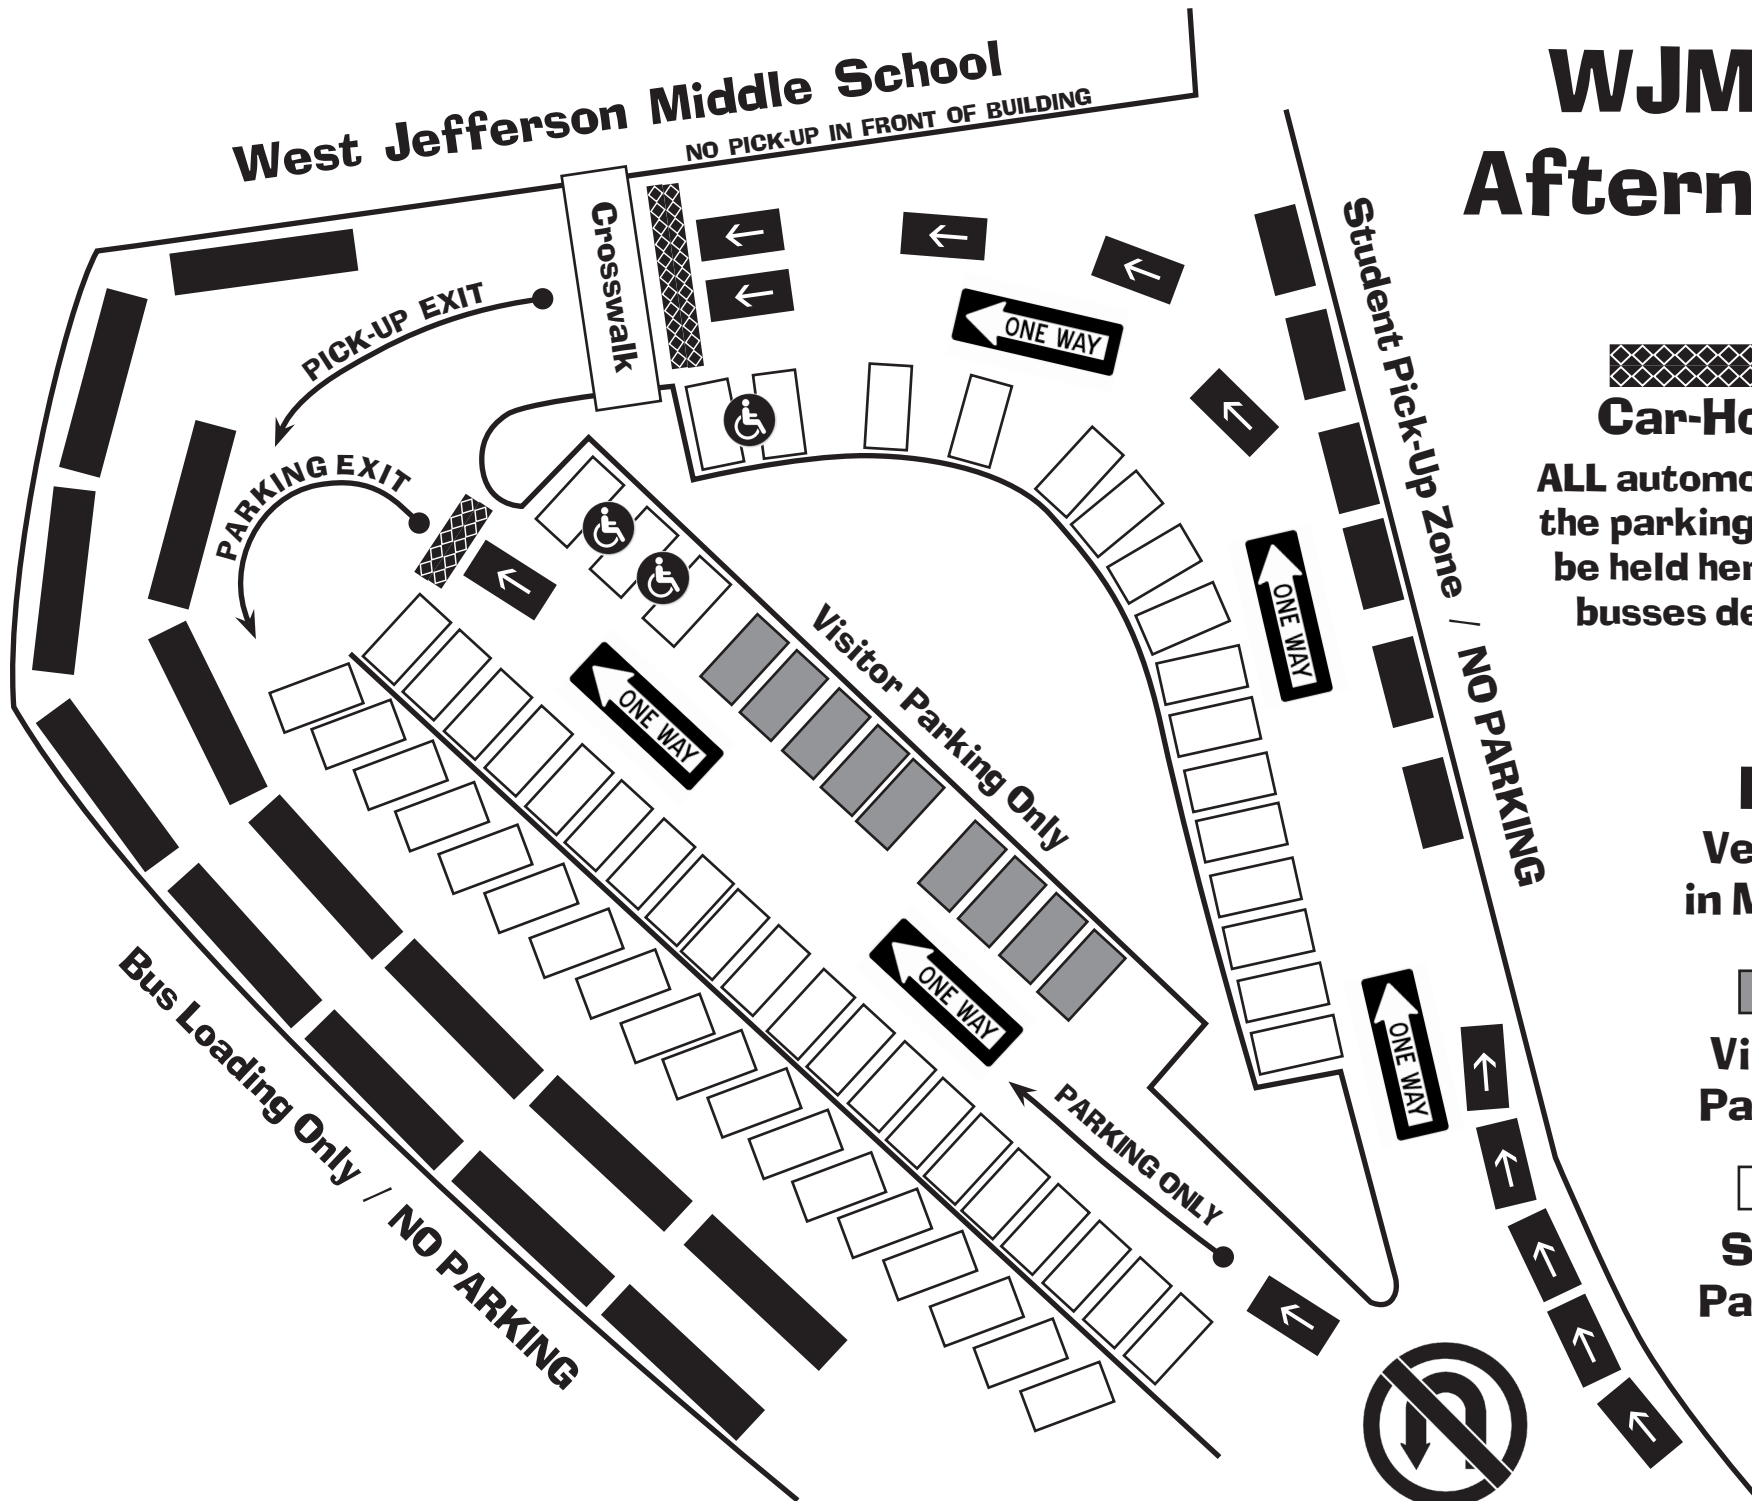 West Jefferson Middle School
NO PICK-UP IN FRONT OF BUILDING
WJM
Aftern
Crosswalk
PICK-UP EXIT
PARKING EXIT
ONE WAY
ONE WAY
ONE WAY
ONE WAY
ONE WAY
Student Pick-Up Zone / NO PARKING
Visitor Parking Only
PARKING ONLY
Bus Loading Only / NO PARKING
Car-Ho
ALL automo
the parking
be held her
busses de
Ve
in M
Vi
Pa
S
Pa